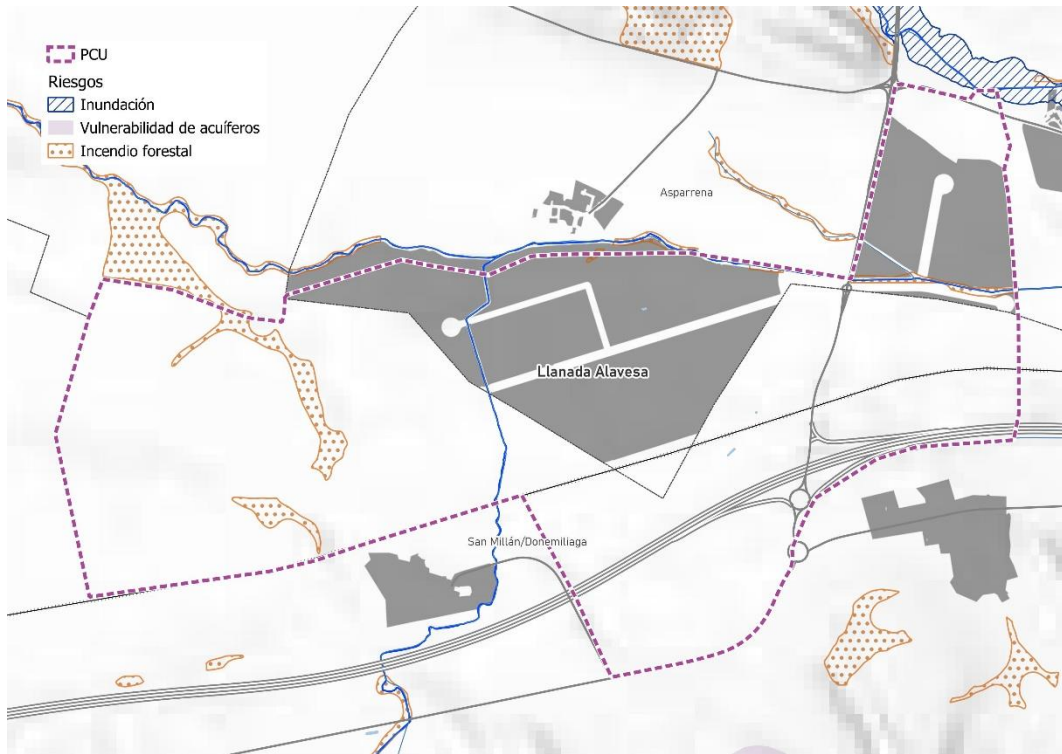 PCU
Riesgos
Inundación
Vulnerabilidad de acuíferos
Incendio forestal
Asparrena
Llanada Alavesa
San Millán/Donemiliaga